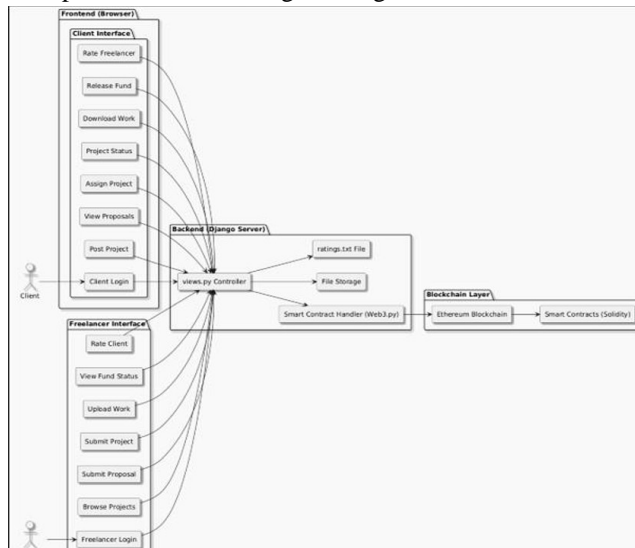 Frontend (Browser)
Client Interface
Rate Freelancer
Release Fund
Download Work
Project Status
Assign Project
View Proposals
Post Project
Client Login
Client
Backend (Django Server)
ratings.txt File
views.py Controller
File Storage
Smart Contract Handler (Web3.py)
Blockchain Layer
Ethereum Blockchain
Smart Contracts (Solidity)
Freelancer Interface
Rate Client
View Fund Status
Upload Work
Submit Project
Submit Proposal
Browse Projects
Freelancer Login